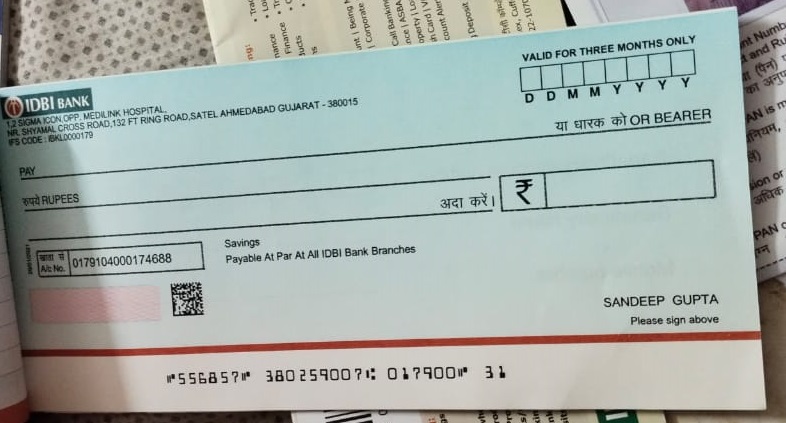 VALID FOR THREE MONTHS ONLY
D D M M Y Y Y Y
IDBI BANK
1,2 SIGMA ICON,OPP. MEDILINK HOSPITAL,
NR. SHYAMAL CROSS ROAD,132 FT RING ROAD,SATEL AHMEDABAD GUJARAT - 380015
IFS CODE : IBKL0000179
या धारक को OR BEARER
PAY
रुपये RUPEES
अदा करें।
₹
खाता सं
A/c No.
0179104000174688
Savings
Payable At Par At All IDBI Bank Branches
SANDEEP GUPTA
Please sign above
⑈556857⑈ 380259007⑆ 017900⑈ 31